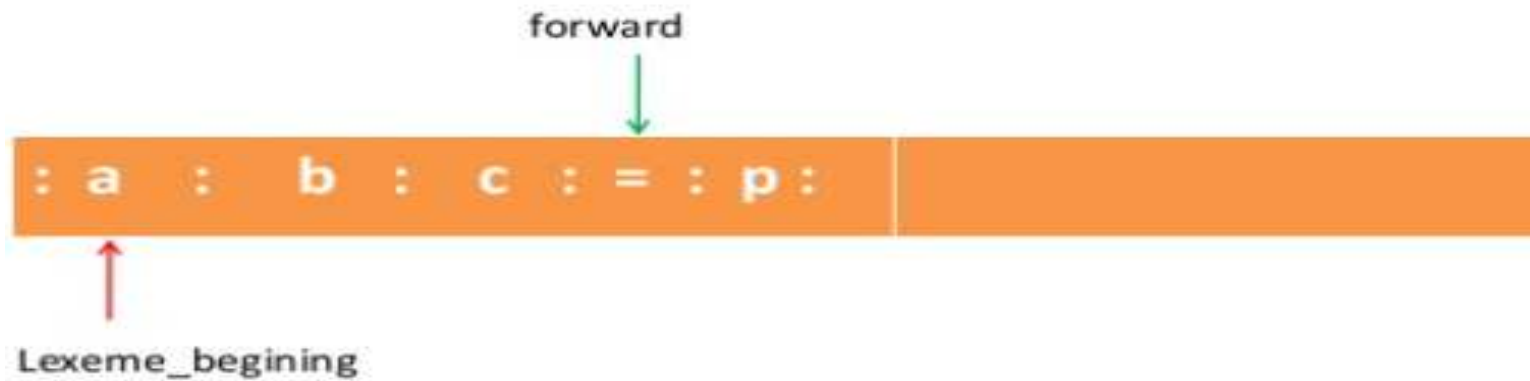 forward
: a : b : c : = : p :
Lexeme_begining